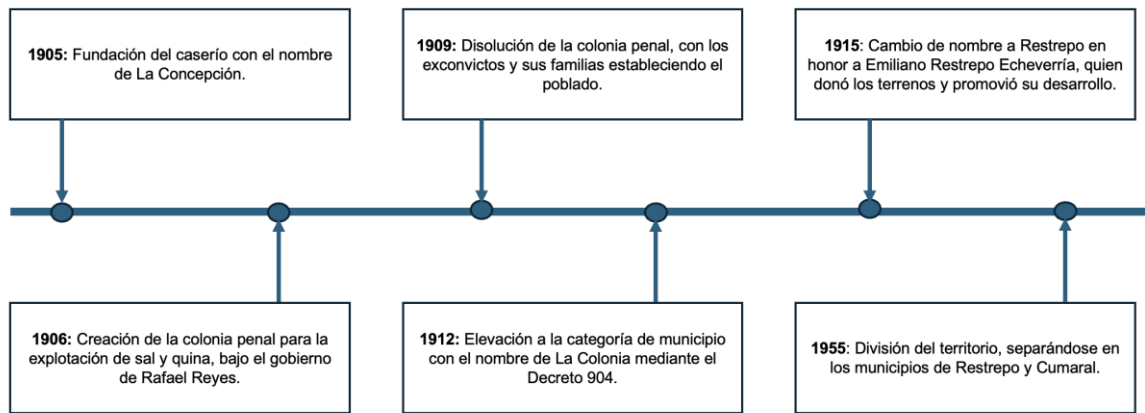 1905: Fundación del caserío con el nombre
de La Concepción.
1909: Disolución de la colonia penal, con los
exconvictos y sus familias estableciendo el
poblado.
1915: Cambio de nombre a Restrepo en
honor a Emiliano Restrepo Echeverría, quien
donó los terrenos y promovió su desarrollo.
1906: Creación de la colonia penal para la
explotación de sal y quina, bajo el gobierno
de Rafael Reyes.
1912: Elevación a la categoría de municipio
con el nombre de La Colonia mediante el
Decreto 904.
1955: División del territorio, separándose en
los municipios de Restrepo y Cumaral.